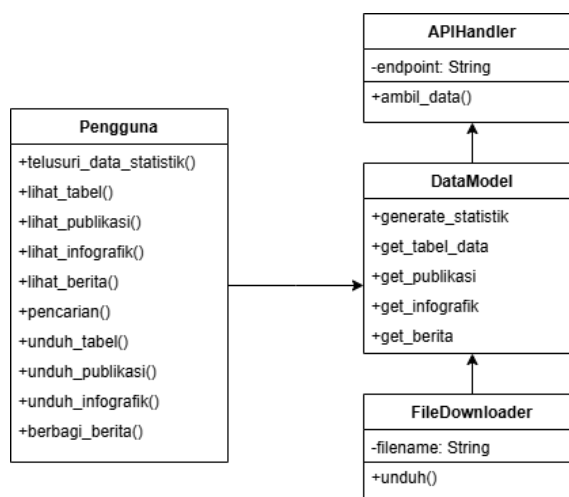 APIHandler
-endpoint: String
+ambil_data()
Pengguna
+telusuri_data_statistik()
+lihat_tabel()
+lihat_publikasi()
+lihat_infografik()
+lihat_berita()
+pencarian()
+unduh_tabel()
+unduh_publikasi()
+unduh_infografik()
+berbagi_berita()
DataModel
+generate_statistik
+get_tabel_data
+get_publikasi
+get_infografik
+get_berita
FileDownloader
-filename: String
+unduh()